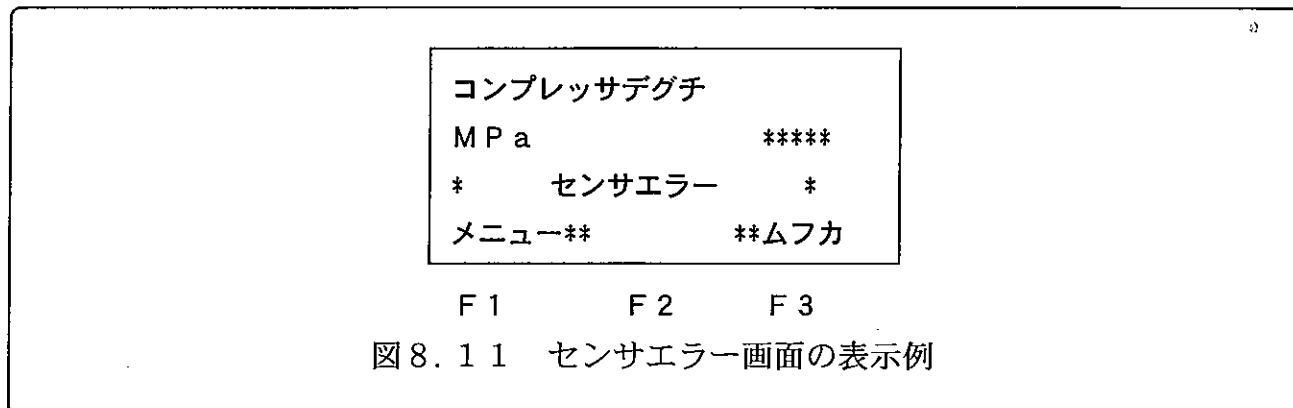 コンプレッサデグチ
MPa *****
* センサエラー *
メニュー** **ムフカ
F1 F2 F3
図8.11 センサエラー画面の表示例